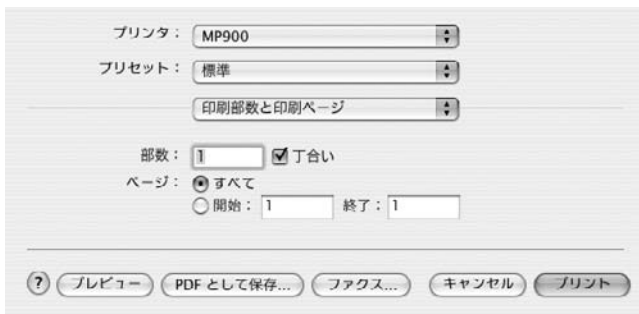 プリンタ： MP900
プリセット： 標準
印刷部数と印刷ページ
部数： 1 丁合い
ページ： すべて
開始： 1 終了： 1
? プレビュー PDF として保存... ファクス... キャンセル プリント